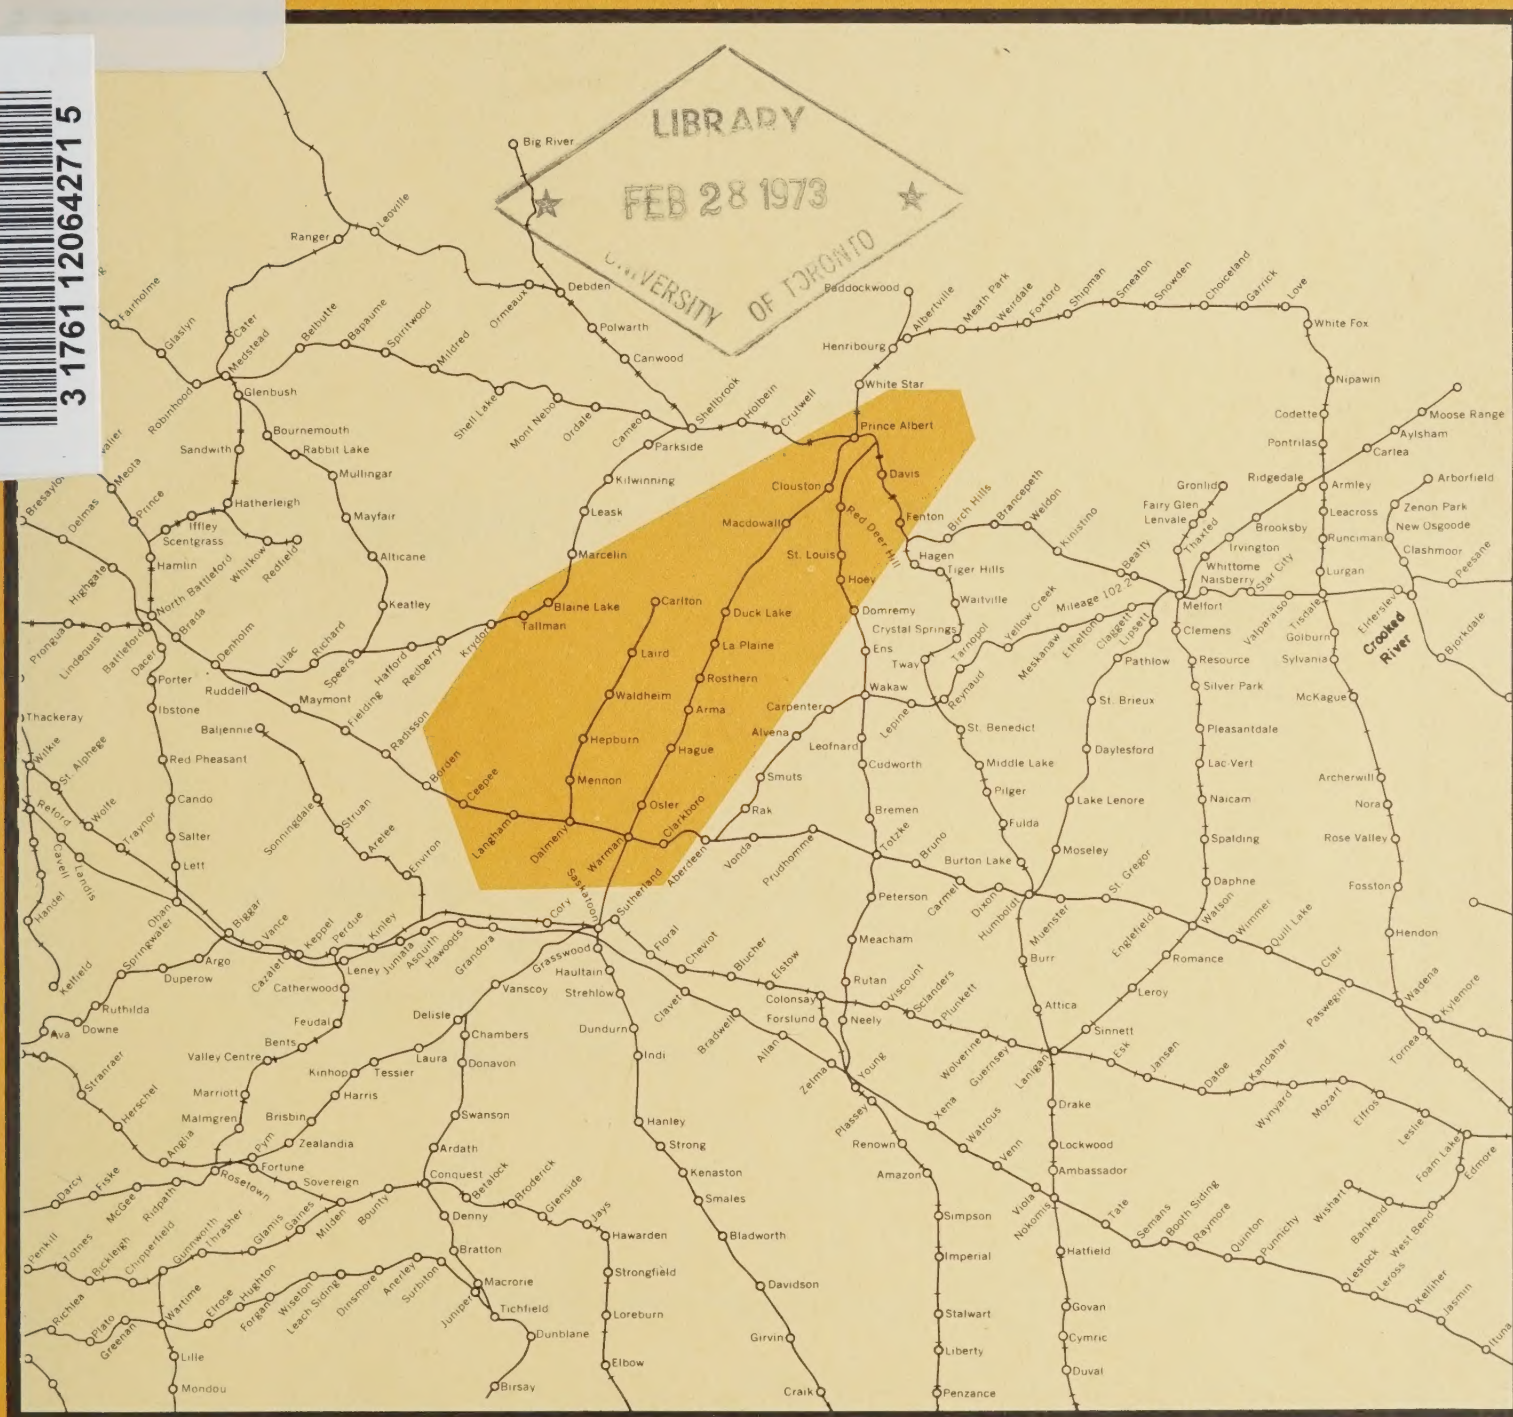 3 1761 12064271 5
LIBRARY
FEB 28 1973
UNIVERSITY OF TORONTO
Big River
Leoville
Ranger
Ormeaux
Debden
Polwarth
Canwood
Fairholme
Glaslyn
Cater
Medstead
Belbutte
Bapaume
Spiritwood
Mildred
Robinhood
Glenbush
Shell Lake
Mont Nebo
Ordale
Cameo
Shellbrook
Holbein
Crutwell
Parkside
Paddockwood
Albertville
Henribourg
Meath Park
Weirdale
Foxford
Shipman
Smeaton
Snowden
Choiceland
Garrick
Love
White Fox
White Star
Nipawin
Prince Albert
Codette
Pontrilas
Moose Range
Aylsham
Carlea
Bournemouth
Sandwith
Rabbit Lake
Mullingar
Kilwinning
Clouston
Davis
Meota
Prince
Bresaylor
Delmas
Hatherleigh
Iffley
Scentgrass
Whitkow
Redfield
Mayfair
Leask
Macdowall
Red Deer Hill
Fenton
Birch Hills
Brancepeth
Weldon
Kinistino
Gronlid
Fairy Glen
Lenvale
Thaxted
Ridgedale
Armley
Arborfield
Zenon Park
Brooksby
Leacross
New Osgoode
Irvington
Runciman
Clashmoor
Hamlin
Highgate
North Battleford
Alticane
Marcelin
St. Louis
Hagen
Tiger Hills
Beatty
Whittome
Naisberry
Star City
Lurgan
Peesane
Hoey
Keatley
Blaine Lake
Tallman
Carlton
Duck Lake
Domremy
Waitville
Crystal Springs
Yellow Creek
Mileage 102.2
Melfort
Valparaiso
Tisdale
Eldersley
Crooked River
Prongua
Lindequist
Battleford
Brada
Dacer
Denholm
Lilac
Richard
Speers
Hafford
Redberry
Krydor
Laird
La Plaine
Ens
Tway
Tarnopol
Meskanaw
Ethelton
Claggett
Lipsett
Clemens
Golburn
Bjorkdale
Porter
Ruddell
Maymont
Fielding
Radisson
Waldheim
Rosthern
Wakaw
Reynaud
Lepine
Pathlow
Resource
Sylvania
Ibstone
Baljennie
Arma
Carpenter
St. Brieux
Silver Park
McKague
Thackeray
Wilkie
St. Alphege
Hepburn
Hague
Alvena
Leofnard
St. Benedict
Pleasantdale
Red Pheasant
Borden
Ceepee
Mennon
Smuts
Cudworth
Middle Lake
Daylesford
Lac Vert
Archerwill
Reford
Wolfe
Cando
Sonningdale
Struan
Langham
Dalmeny
Osler
Clarkboro
Rak
Bremen
Pilger
Lake Lenore
Naicam
Nora
Cavell
Landis
Traynor
Salter
Arelee
Warman
Aberdeen
Vonda
Prudhomme
Totzke
Fulda
Moseley
Spalding
Rose Valley
Lett
Environ
Bruno
Burton Lake
Handel
Oban
Saskatoon
Sutherland
Peterson
Carmel
Dixon
Humboldt
St. Gregor
Muenster
Daphne
Fosston
Springwater
Biggar
Vance
Keppel
Perdue
Kinley
Cory
Floral
Meacham
Englefeld
Watson
Wimmer
Quill Lake
Hendon
Kelfield
Duperow
Argo
Cazalet
Leney
Juniata
Asquith
Hawoods
Grandora
Grasswood
Cheviot
Blucher
Elstow
Burr
Romance
Clair
Catherwood
Vanscoy
Haultain
Strehlow
Clavet
Colonsay
Rutan
Viscount
Sclanders
Plunkett
Leroy
Paswegin
Wadena
Kylemore
Ruthilda
Downe
Ava
Feudal
Delisle
Chambers
Dundurn
Bradwell
Forslund
Neely
Attica
Sinnett
Stranraer
Valley Centre
Bents
Laura
Donavon
Indi
Allan
Zelma
Young
Wolverine
Guernsey
Lanigan
Esk
Jansen
Dafoe
Kandahar
Tornea
Kinhop
Tessier
Marriott
Harris
Wynyard
Mozart
Elfros
Leslie
Herschel
Malmgren
Brisbin
Swanson
Hanley
Plassey
Xena
Drake
Foam Lake
Anglia
Pym
Zealandia
Ardath
Strong
Renown
Watrous
Lockwood
Darcy
Fiske
McGee
Ridpath
Rosetown
Fortune
Sovereign
Conquest
Betalock
Broderick
Kenaston
Amazon
Venn
Ambassador
Edmore
Glenside
Jays
Smales
Viola
Nokomis
Tate
Wishart
Bankend
West Bend
Gunnworth
Thrasher
Glamis
Gaines
Milden
Bounty
Denny
Hawarden
Bladworth
Simpson
Semans
Booth Siding
Raymore
Penkill
Totnes
Bickleigh
Chipperfield
Bratton
Strongfield
Imperial
Hatfield
Quinton
Punnichy
Lestock
Leross
Kelliher
Jasmin
Ituna
Richlea
Plato
Greenan
Wartime
Elrose
Hughton
Forgan
Wiseton
Leach Siding
Dinsmore
Anerley
Surbiton
Macrorie
Juniper
Tichfield
Loreburn
Davidson
Stalwart
Govan
Lille
Dunblane
Girvin
Cymric
Elbow
Liberty
Duval
Mondou
Birsay
Craik
Penzance